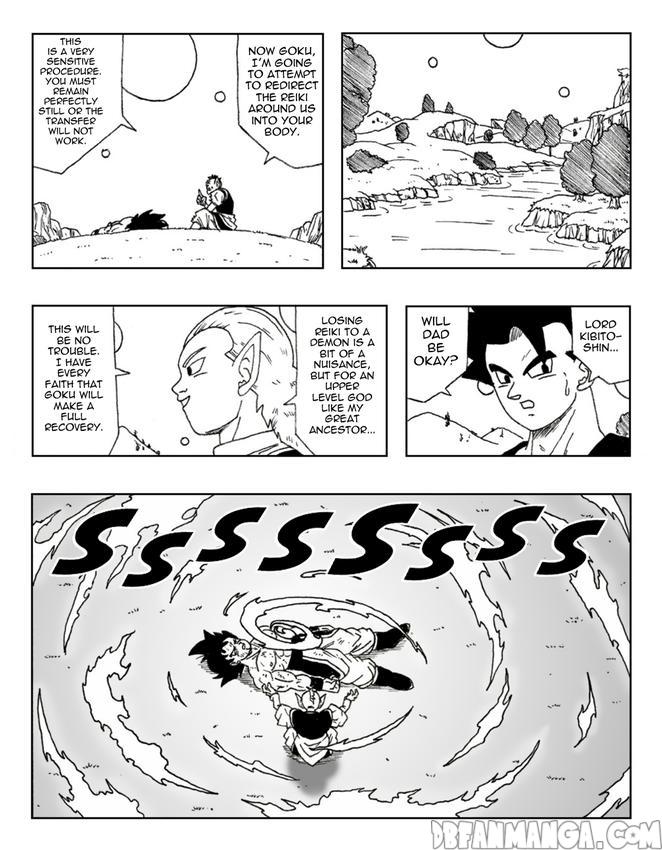 NOW GOKU,
I'M GOING
TO ATTEMPT
TO REDIRECT
THE REIKI
AROUND US
INTO YOUR
BODY.
THIS
IS A VERY
SENSITIVE
PROCEDURE.
YOU MUST
REMAIN
PERFECTLY
STILL OR THE
TRANSFER
WILL NOT
WORK.
LORD
KIBITO-
SHIN...
WILL
DAD
BE
OKAY?
LOSING
REIKI TO A
DEMON IS A
BIT OF A
NUISANCE,
BUT FOR AN
UPPER
LEVEL GOD
LIKE MY
GREAT
ANCESTOR...
THIS WILL
BE NO
TROUBLE.
I HAVE
EVERY
FAITH THAT
GOKU WILL
MAKE A
FULL
RECOVERY.
SSSSSSSS
DBFANMANGA.COM